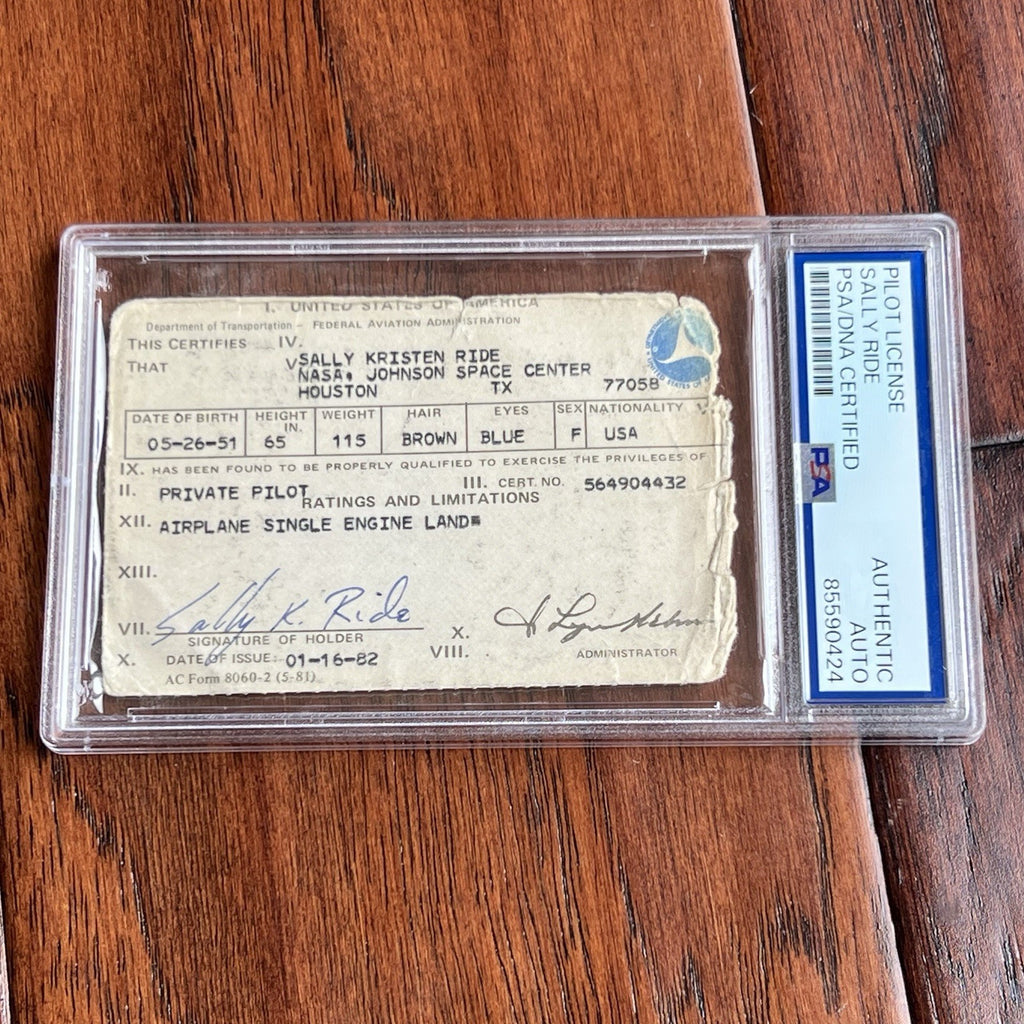 I. UNITED STATES OF AMERICA
Department of Transportation – FEDERAL AVIATION ADMINISTRATION
THIS CERTIFIES IV.
THAT V SALLY KRISTEN RIDE
NASA, JOHNSON SPACE CENTER
HOUSTON TX 77058
DATE OF BIRTH HEIGHT IN. WEIGHT HAIR EYES SEX NATIONALITY V.
05-26-51 65 115 BROWN BLUE F USA
IX. HAS BEEN FOUND TO BE PROPERLY QUALIFIED TO EXERCISE THE PRIVILEGES OF
II. PRIVATE PILOT III. CERT. NO. 564904432
RATINGS AND LIMITATIONS
XII. AIRPLANE SINGLE ENGINE LAND
XIII.
VII. Sally K. Ride
SIGNATURE OF HOLDER
X. DATE OF ISSUE: 01-16-82
AC Form 8060-2 (5-81)
X.
VIII.
J Lynn Helms
ADMINISTRATOR
UNITED STATES OF
PILOT LICENSE
SALLY RIDE
PSA/DNA CERTIFIED
PSA
AUTHENTIC
AUTO
85590424